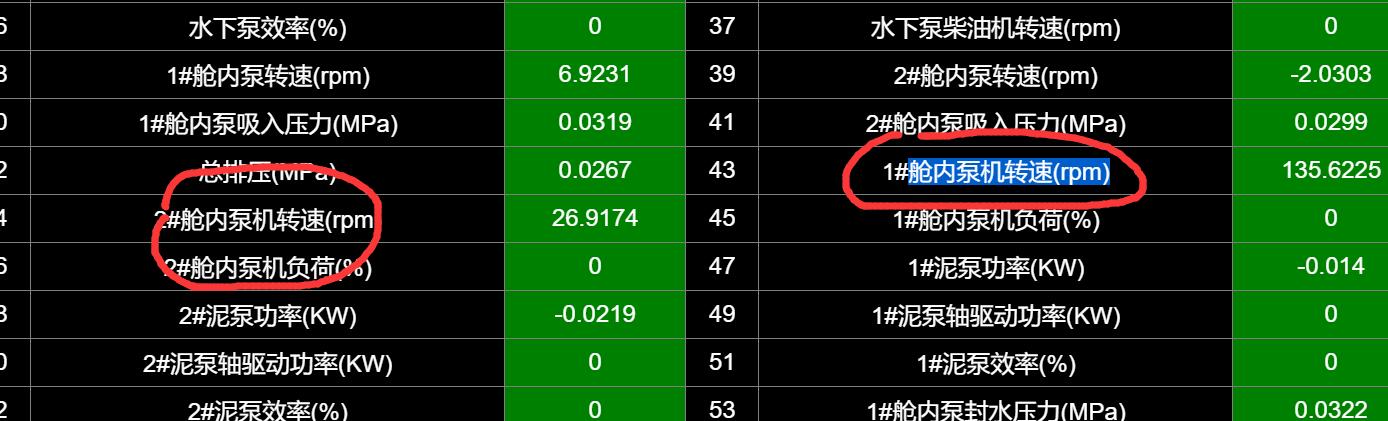 6 水下泵效率(%) 0 37 水下泵柴油机转速(rpm) 0
8 1#舱内泵转速(rpm) 6.9231 39 2#舱内泵转速(rpm) -2.0303
0 1#舱内泵吸入压力(MPa) 0.0319 41 2#舱内泵吸入压力(MPa) 0.0299
2 总排压(MPa) 0.0267 43 1#舱内泵机转速(rpm) 135.6225
4 2#舱内泵机转速(rpm 26.9174 45 1#舱内泵机负荷(%) 0
6 2#舱内泵机负荷(%) 0 47 1#泥泵功率(KW) -0.014
8 2#泥泵功率(KW) -0.0219 49 1#泥泵轴驱动功率(KW) 0
0 2#泥泵轴驱动功率(KW) 0 51 1#泥泵效率(%) 0
2 2#泥泵效率(%) 0 53 1#舱内泵封水压力(MPa) 0.0322